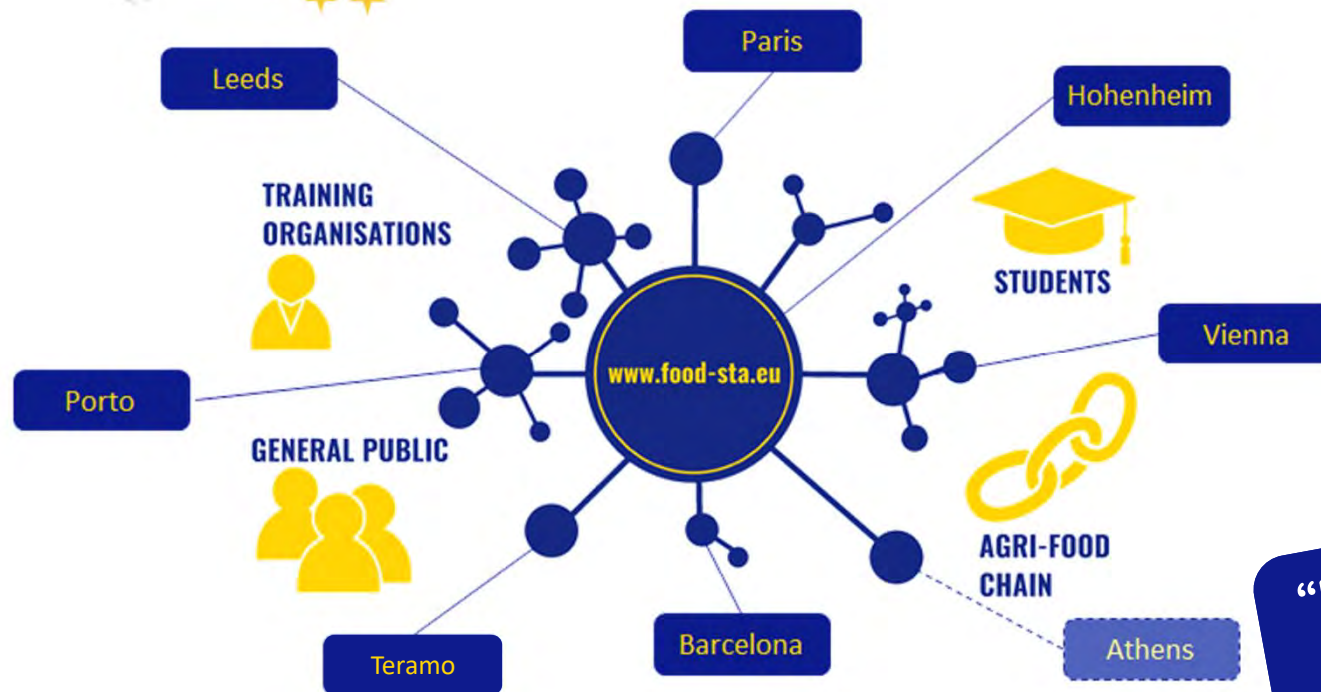 Paris
Leeds
Hohenheim
TRAINING
ORGANISATIONS
STUDENTS
Vienna
www.food-sta.eu
Porto
GENERAL PUBLIC
AGRI-FOOD
CHAIN
“
Barcelona
Athens
Teramo